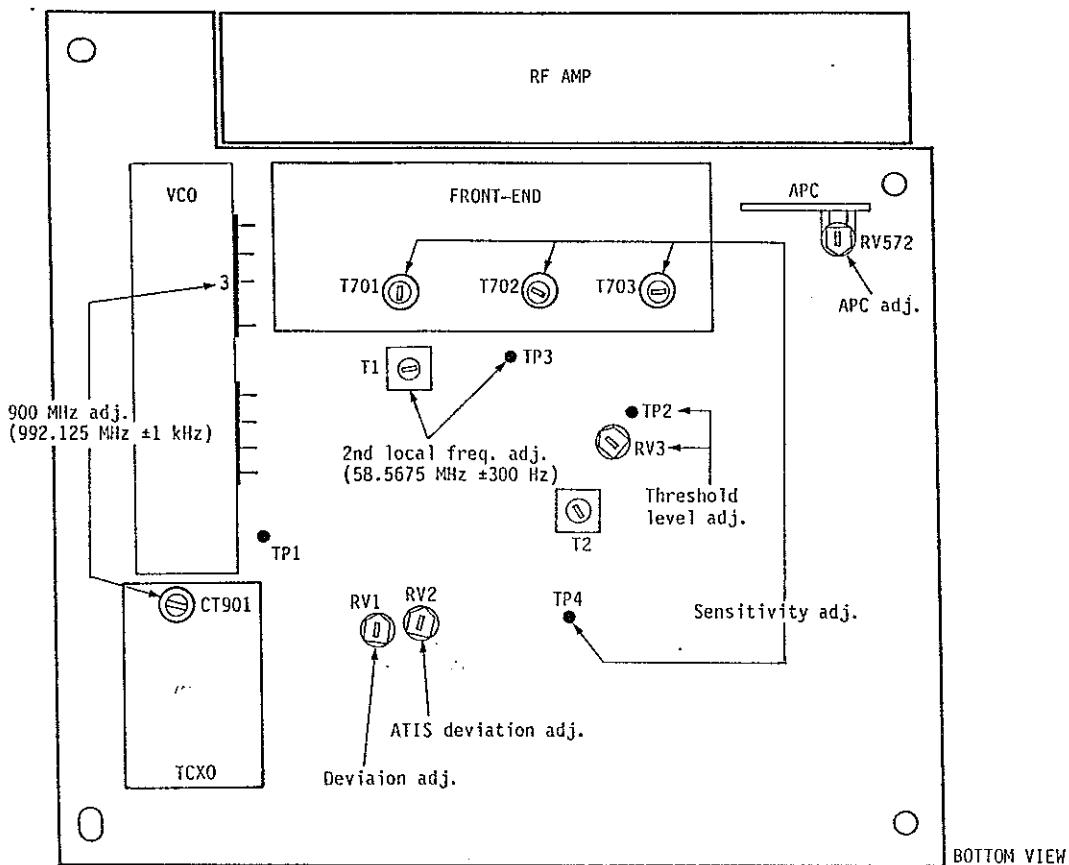 RF AMP
VCO
FRONT-END
APC
RV572
APC adj.
3
T701
T702
T703
T1
TP3
900 MHz adj.
(992.125 MHz ±1 kHz)
2nd local freq. adj.
(58.5675 MHz ±300 Hz)
TP2
RV3
Threshold
level adj.
T2
TP1
CT901
RV1
RV2
TP4
Sensitivity adj.
ATIS deviation adj.
Deviaion adj.
TCXO
BOTTOM VIEW